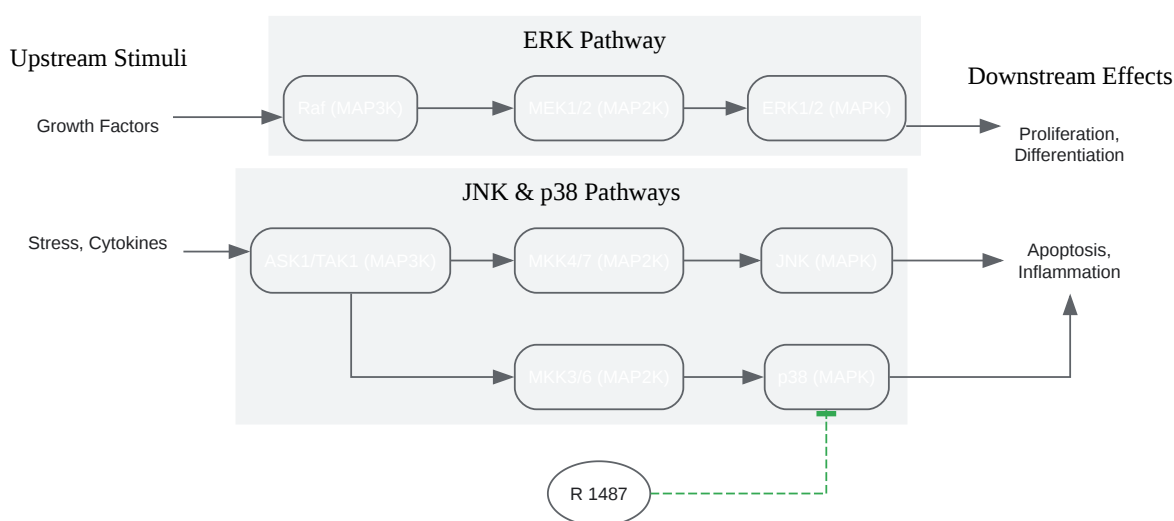 ERK Pathway
Upstream Stimuli
Downstream Effects
Raf (MAP3K)
MEK1/2 (MAP2K)
ERK1/2 (MAPK)
Growth Factors
Proliferation,
Differentiation
JNK & p38 Pathways
Stress, Cytokines
ASK1/TAK1 (MAP3K)
MKK4/7 (MAP2K)
JNK (MAPK)
Apoptosis,
Inflammation
MKK3/6 (MAP2K)
p38 (MAPK)
R 1487